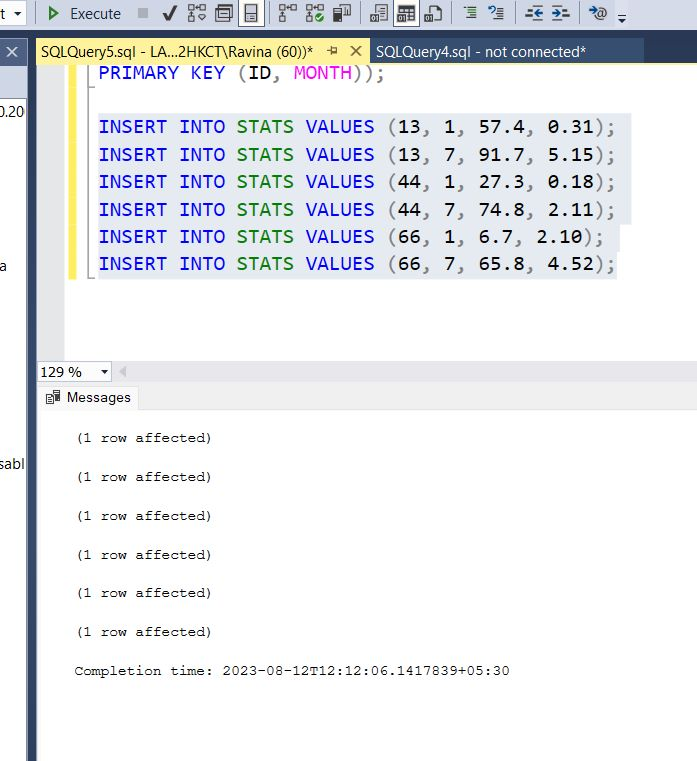 Execute
SQLQuery5.sql - LA...2HKCT\Ravina (60))*
SQLQuery4.sql - not connected*
0.20
PRIMARY KEY (ID, MONTH));
INSERT INTO STATS VALUES (13, 1, 57.4, 0.31);
INSERT INTO STATS VALUES (13, 7, 91.7, 5.15);
INSERT INTO STATS VALUES (44, 1, 27.3, 0.18);
INSERT INTO STATS VALUES (44, 7, 74.8, 2.11);
INSERT INTO STATS VALUES (66, 1, 6.7, 2.10);
a
INSERT INTO STATS VALUES (66, 7, 65.8, 4.52);
129 %
Messages
(1 row affected)
sabl
(1 row affected)
(1 row affected)
(1 row affected)
(1 row affected)
(1 row affected)
Completion time: 2023-08-12T12:12:06.1417839+05:30